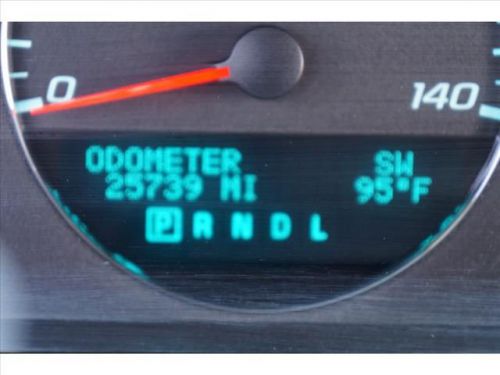 0 140
ODOMETER SW
25739 MI 95°F
P R N D L